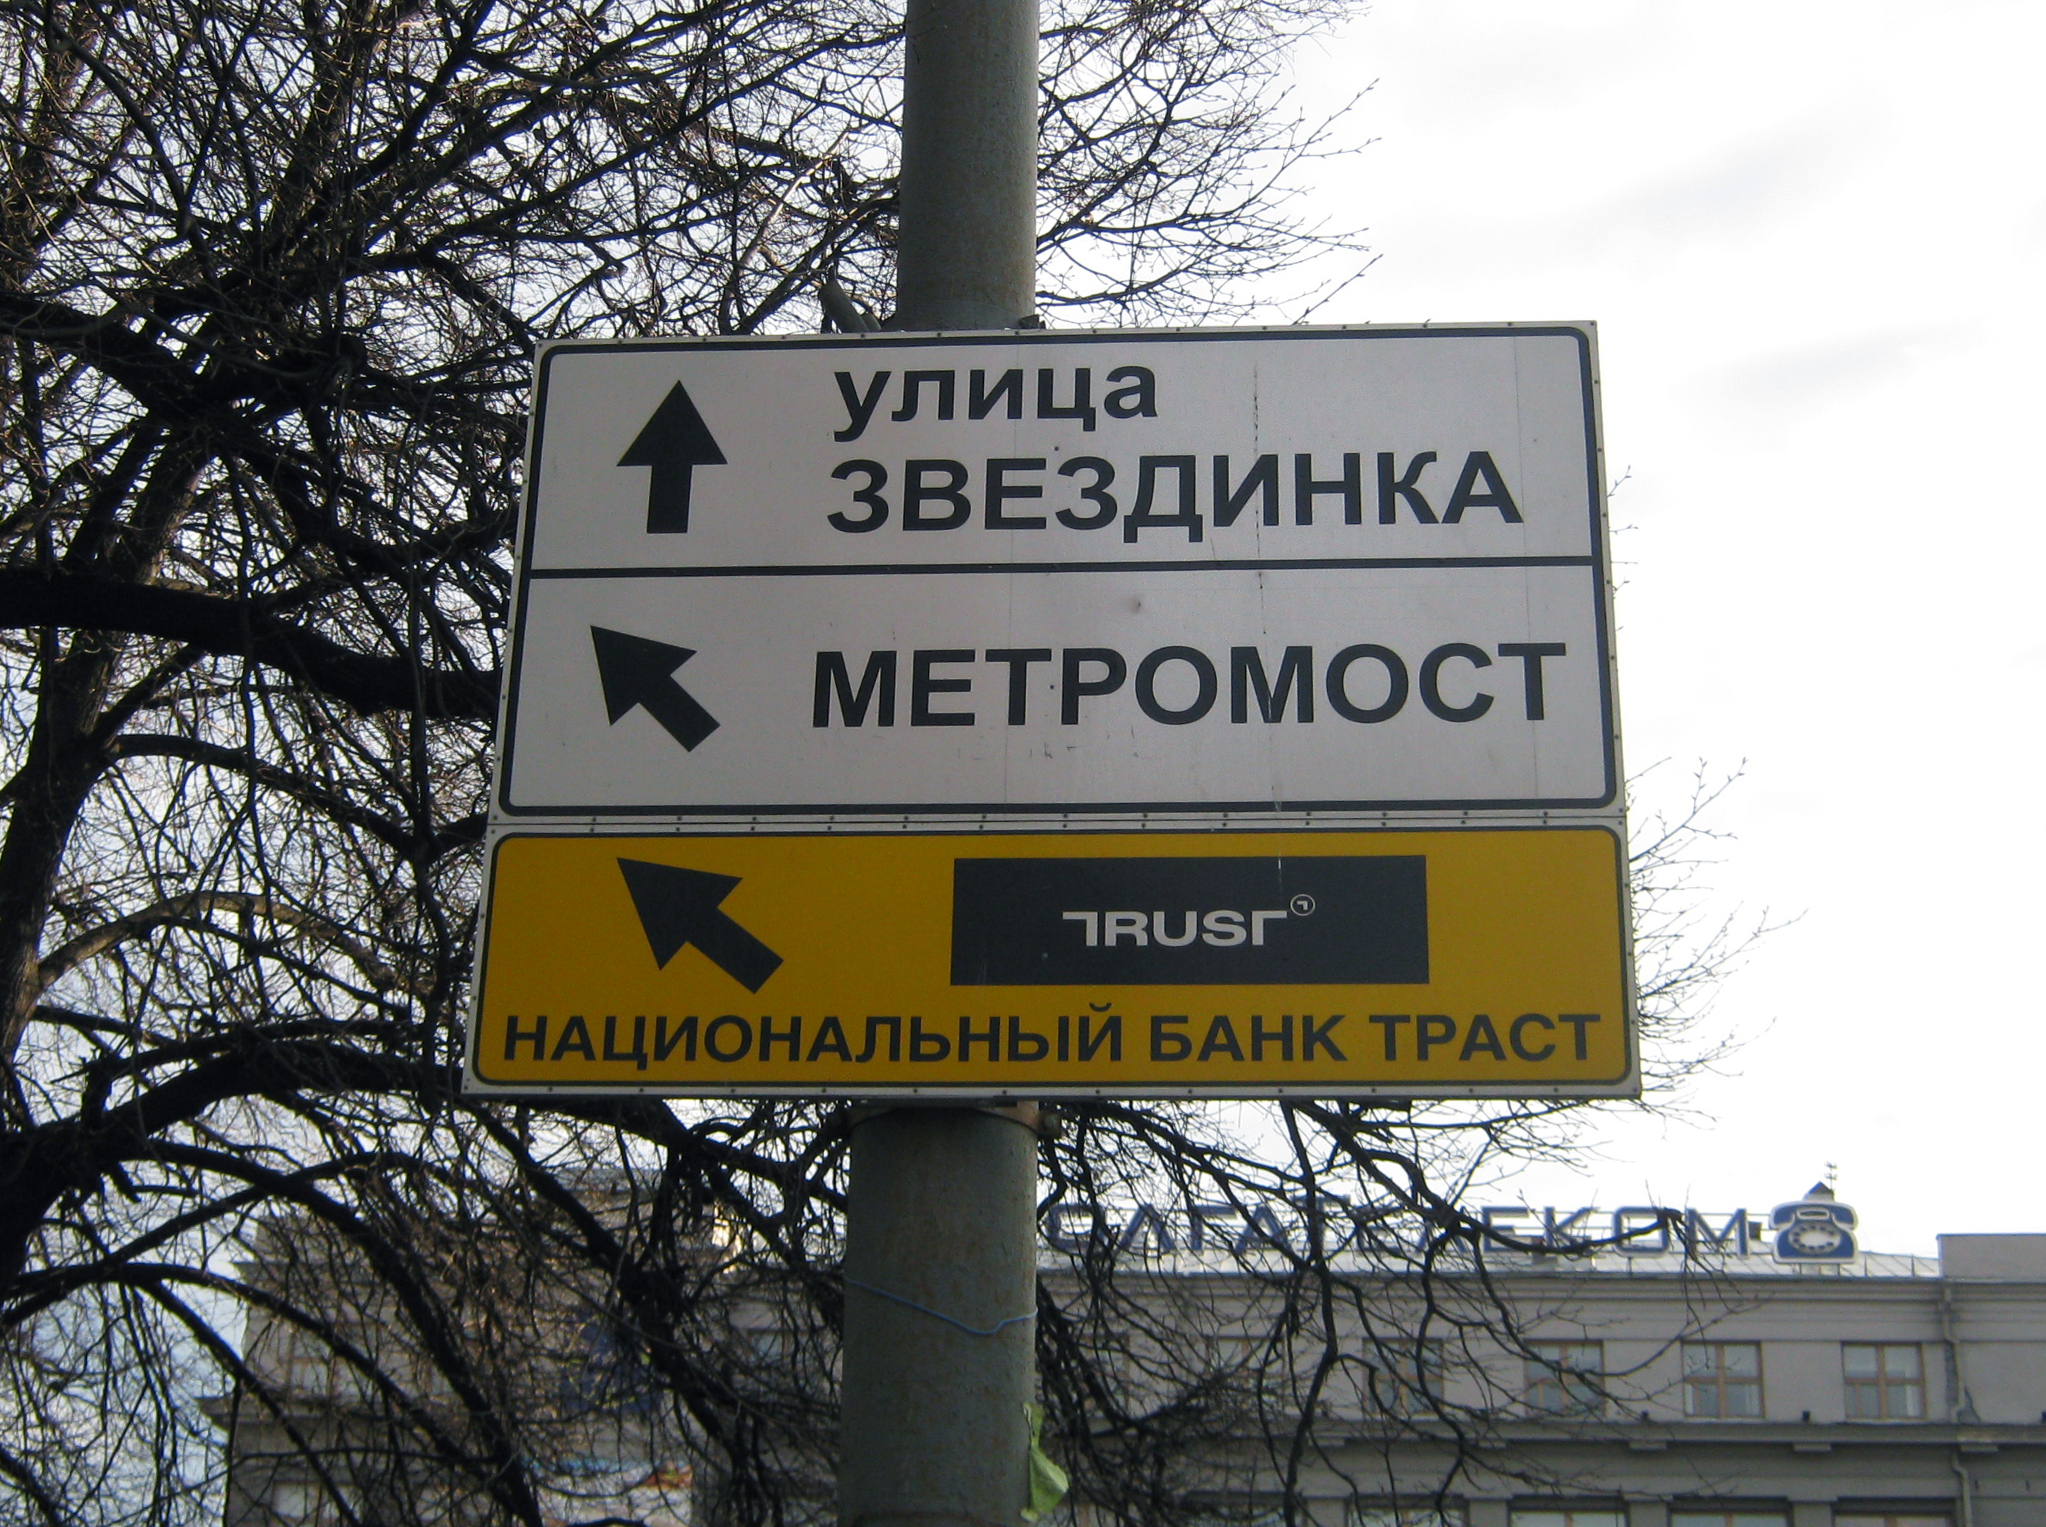 улица
ЗВЕЗДИНКА
МЕТРОМОСТ
TRUST
НАЦИОНАЛЬНЫЙ БАНК ТРАСТ